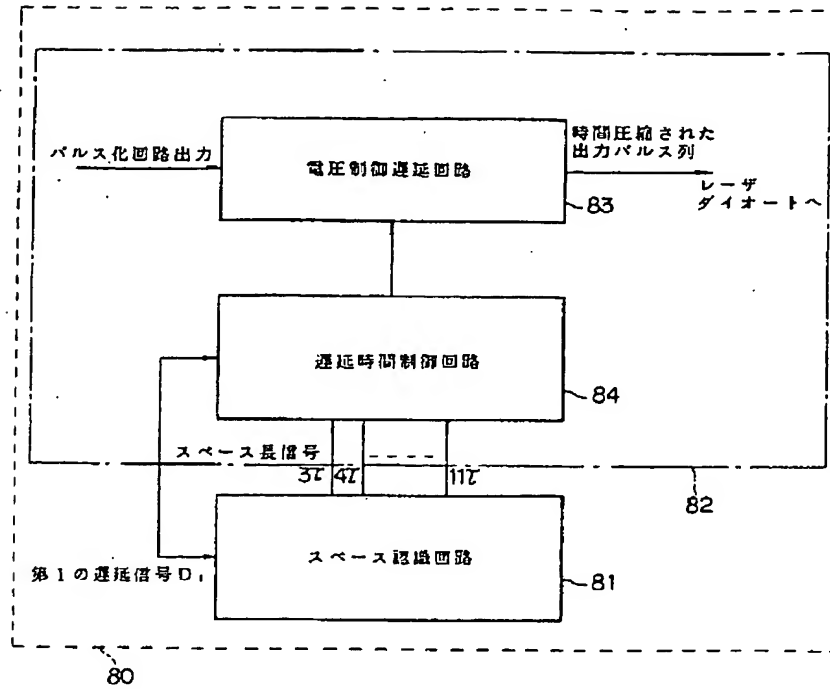 パルス化回路出力
電圧制御遅延回路
時間圧縮された
出力パルス列
レーザ
ダイオートへ
83
遅延時間制御回路
84
スペース長信号
3τ 4τ 11τ
82
スペース認識回路
第1の遅延信号D₁
81
80